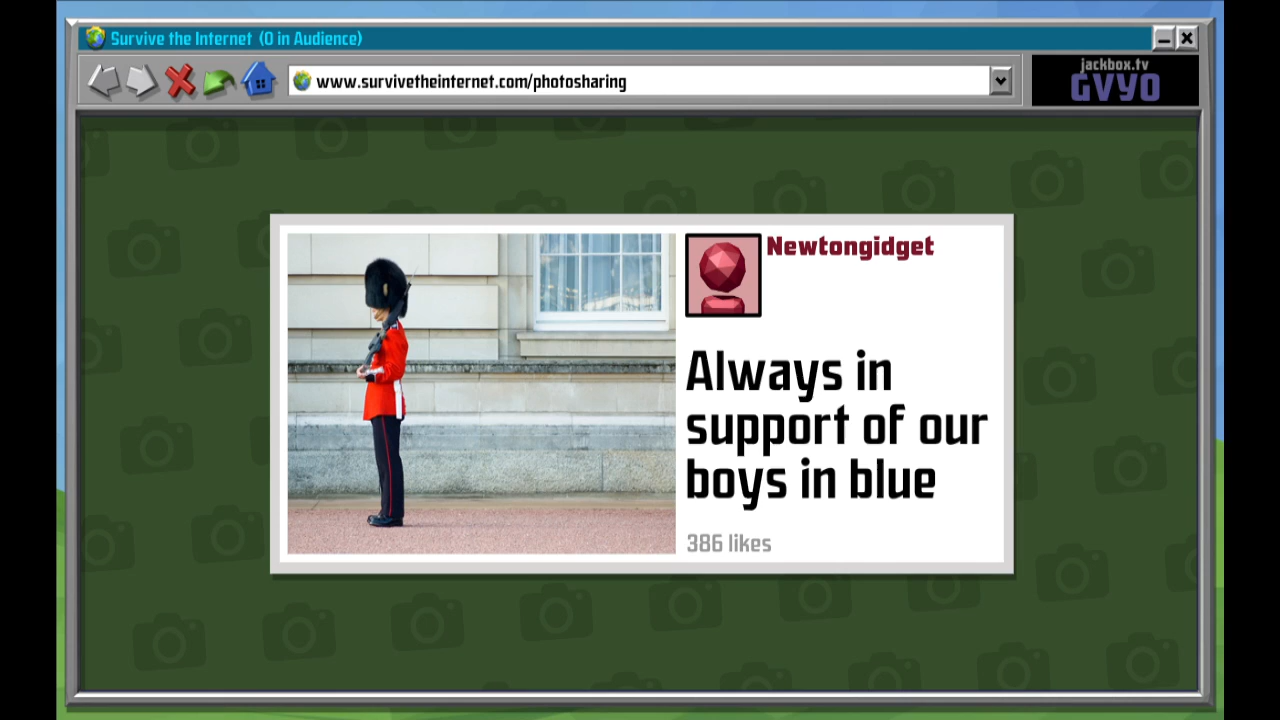 Survive the Internet (0 in Audience)
www.survivetheinternet.com/photosharing
jackbox.tv
GVYO
Newtongidget
Always in
support of our
boys in blue
386 likes